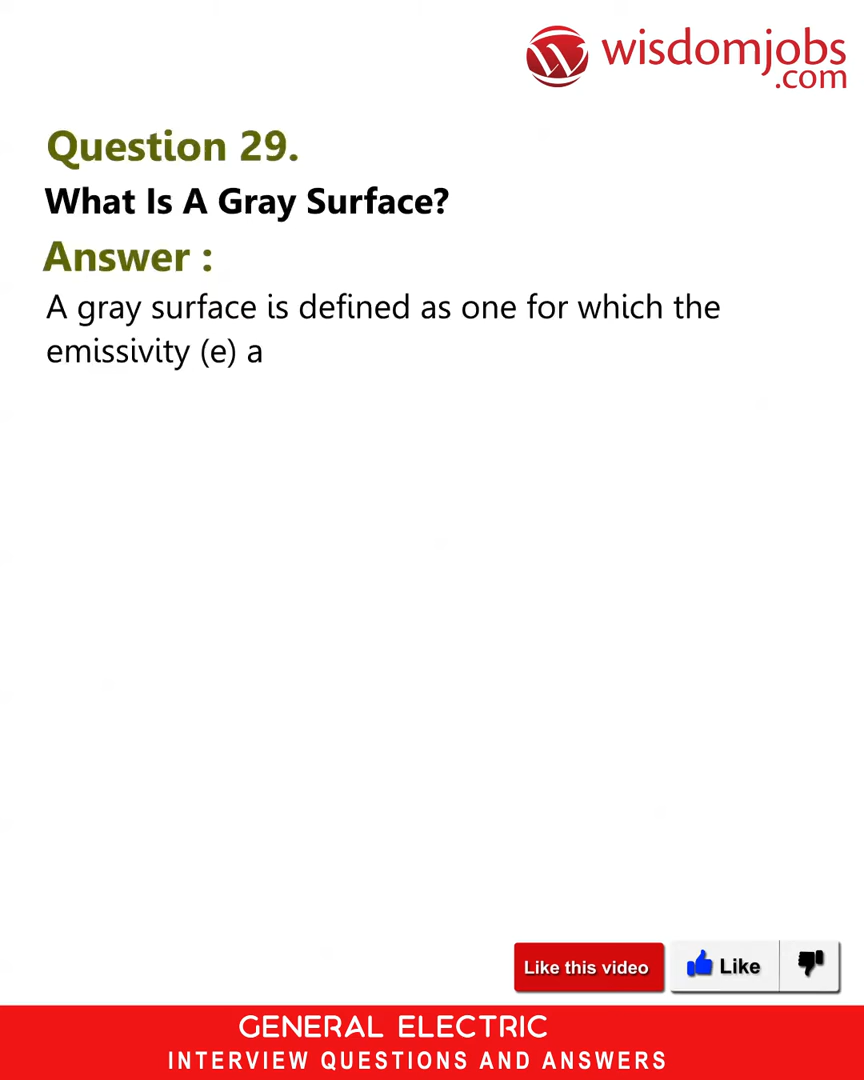 wisdomjobs
.com
Question 29.
What Is A Gray Surface?
Answer :
A gray surface is defined as one for which the
emissivity (e) a
Like this video
Like
GENERAL ELECTRIC
INTERVIEW QUESTIONS AND ANSWERS